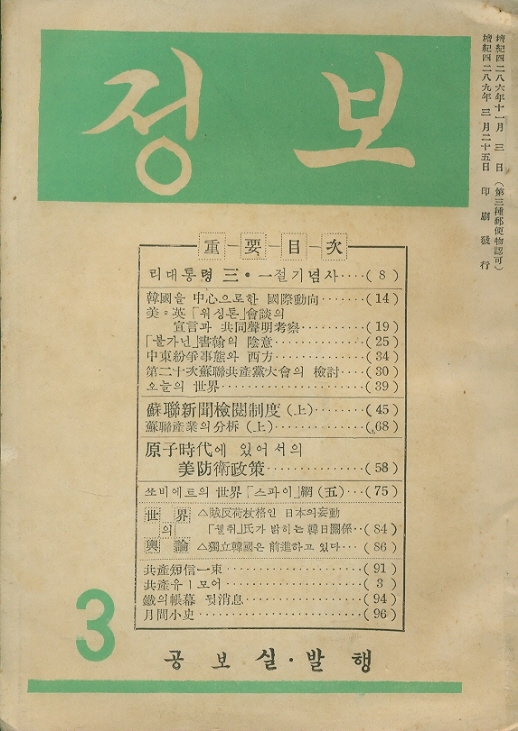 檀紀四二八六年十一月三日（第三種郵便物認可）
檀紀四二八九年三月二十五日 印刷發行
정보
重要目次
리대통령 三•一절기념사····( 8 )
韓國을 中心으로한 國際動向········(14)
美•英「워싱톤」會談의
宣言과 共同聲明考察·········(19)
「불가닌」書翰의 陰意··········(25)
中東紛爭事態와 西方··········(34)
第二十次蘇聯共産黨大會의 檢討····(30)
오늘의 世界················(39)
蘇聯新聞檢閱制度(上)·······(45)
蘇聯産業의分析(上)··········(68)
原子時代에 있어서의
美防衛政策·············(58)
쏘비에트의 世界「스파이」網(五)···(75)
世界의輿論
△賊反荷杖格인 日本의妄動
「웰취」氏가 밝히는 韓日關係··(84)
△獨立韓國은 前進하고 있다···(86)
共産短信一束················(91)
共産유ー모어················( 3 )
鐵의帳幕 뒷消息·············(94)
月間小史···················(96)
3
공보실•발행